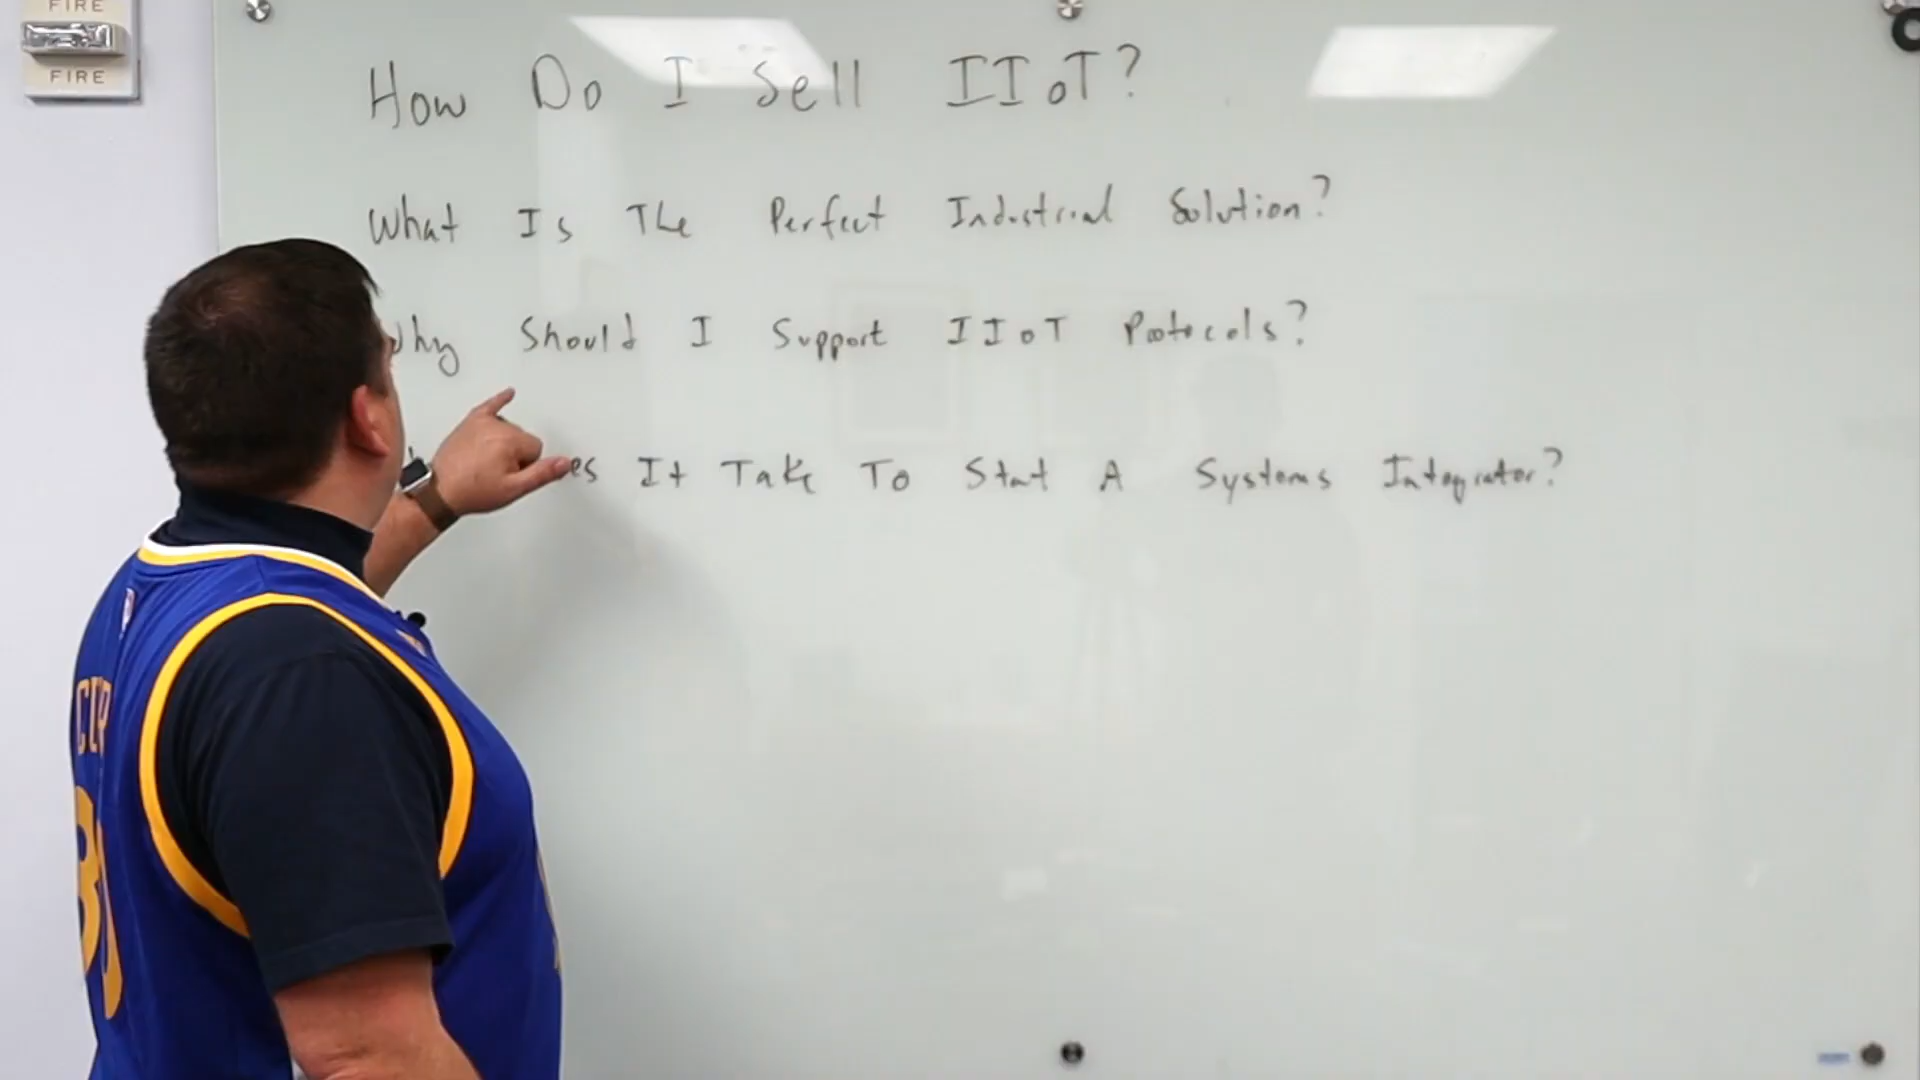 FIRE
FIRE
How Do I Sell IIoT?
What Is The Perfect Industrial Solution?
Why Should I Support IIoT Protocols?
It Take To Start A Systems Integrator?